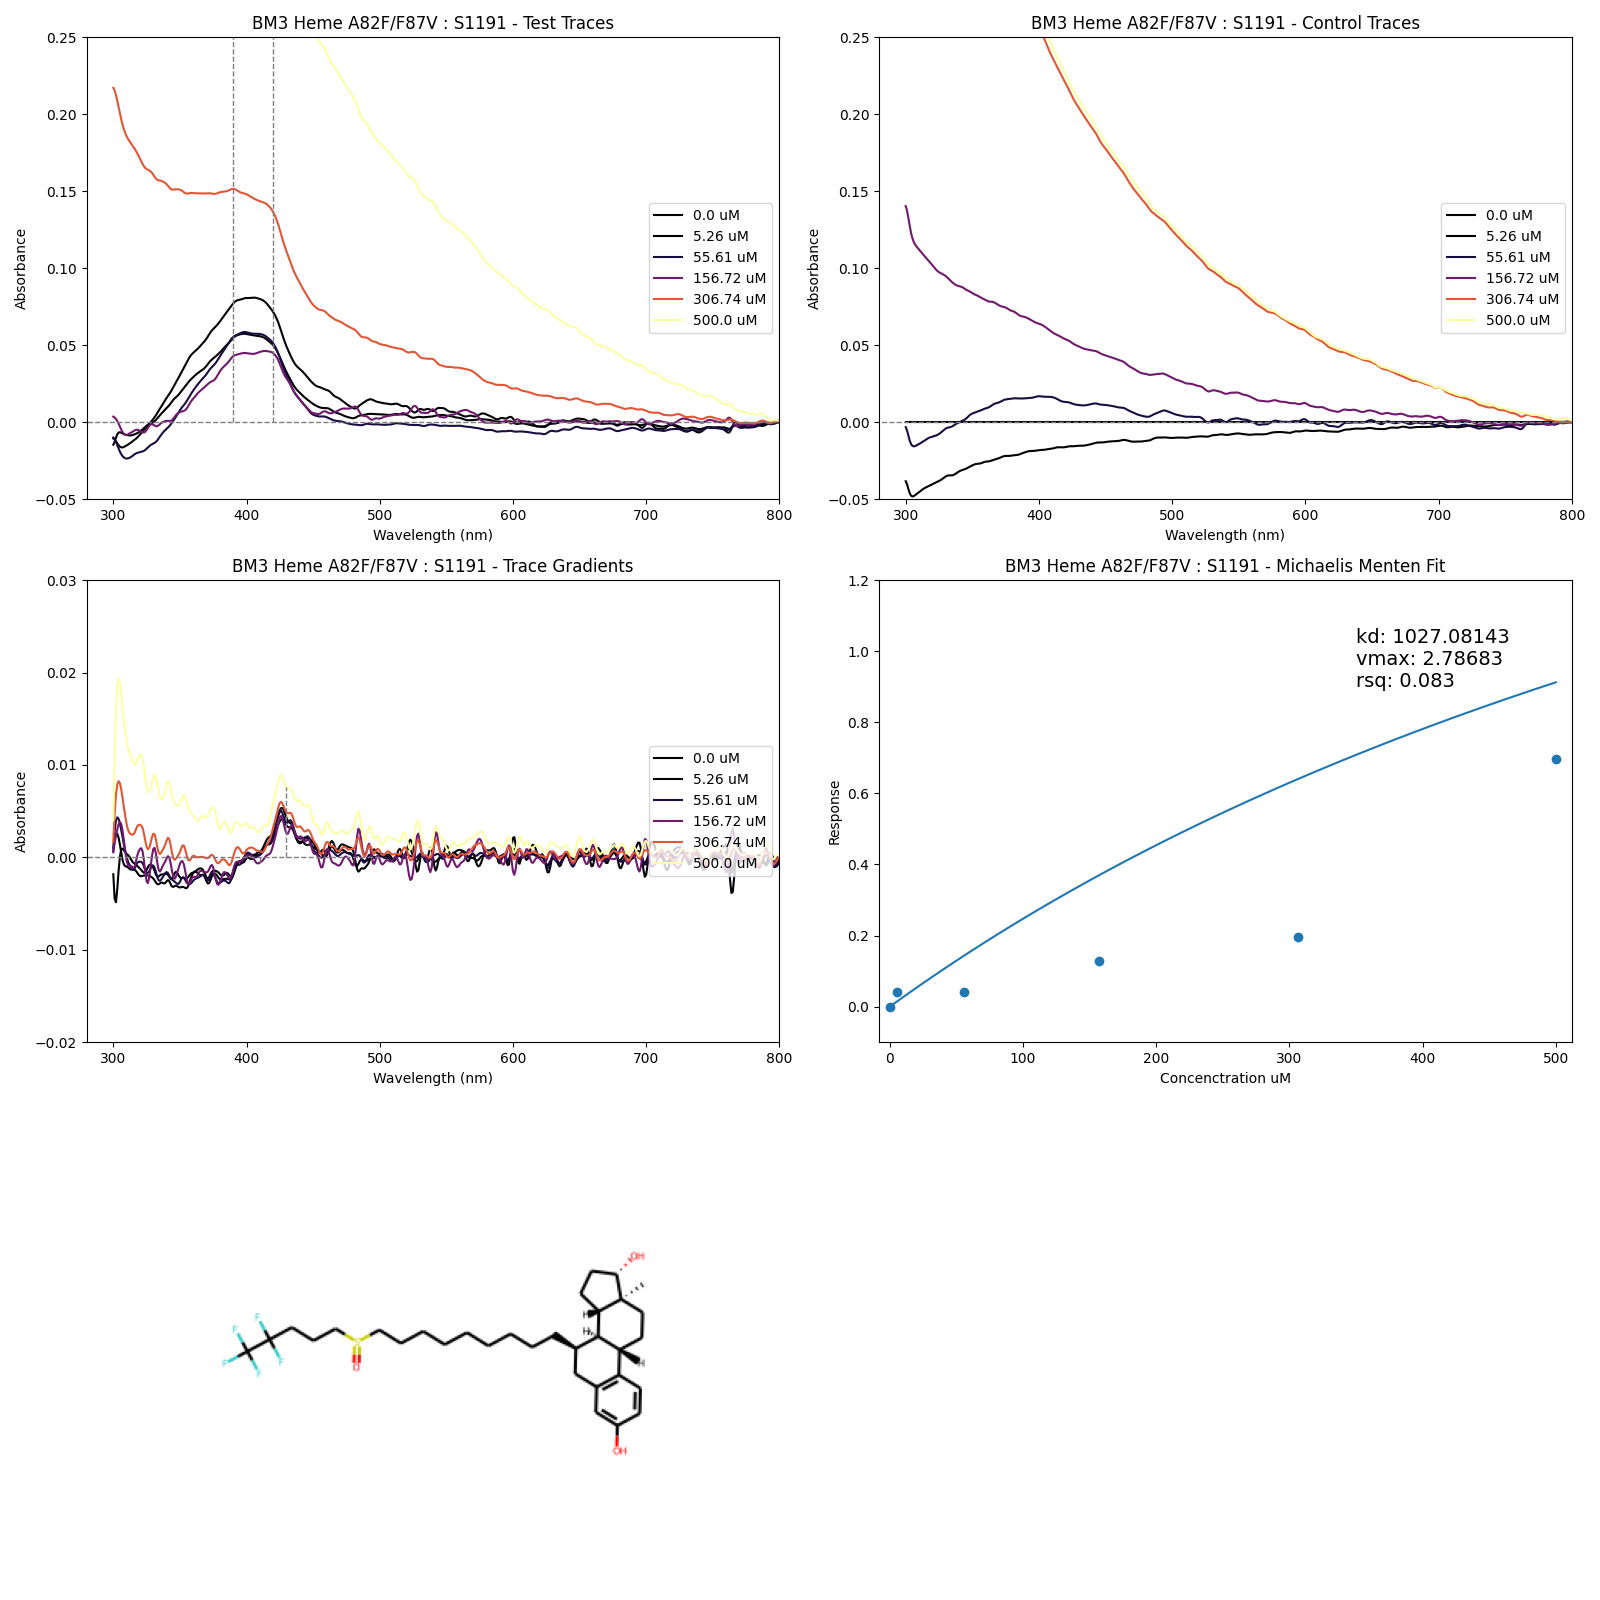 BM3 Heme A82F/F87V : S1191 - Test Traces
0.25
0.20
0.15
0.10
0.05
0.00
−0.05
Absorbance
300
400
500
600
700
800
Wavelength (nm)
0.0 uM
5.26 uM
55.61 uM
156.72 uM
306.74 uM
500.0 uM
BM3 Heme A82F/F87V : S1191 - Control Traces
0.25
0.20
0.15
0.10
0.05
0.00
−0.05
Absorbance
300
400
500
600
700
800
Wavelength (nm)
0.0 uM
5.26 uM
55.61 uM
156.72 uM
306.74 uM
500.0 uM
BM3 Heme A82F/F87V : S1191 - Trace Gradients
0.03
0.02
0.01
0.00
−0.01
−0.02
Absorbance
300
400
500
600
700
800
Wavelength (nm)
0.0 uM
5.26 uM
55.61 uM
156.72 uM
306.74 uM
500.0 uM
BM3 Heme A82F/F87V : S1191 - Michaelis Menten Fit
1.2
1.0
0.8
0.6
0.4
0.2
0.0
Response
kd: 1027.08143
vmax: 2.78683
rsq: 0.083
0
100
200
300
400
500
Concenctration uM
OH
H
H
H
F
F
F
F
F
S
O
OH